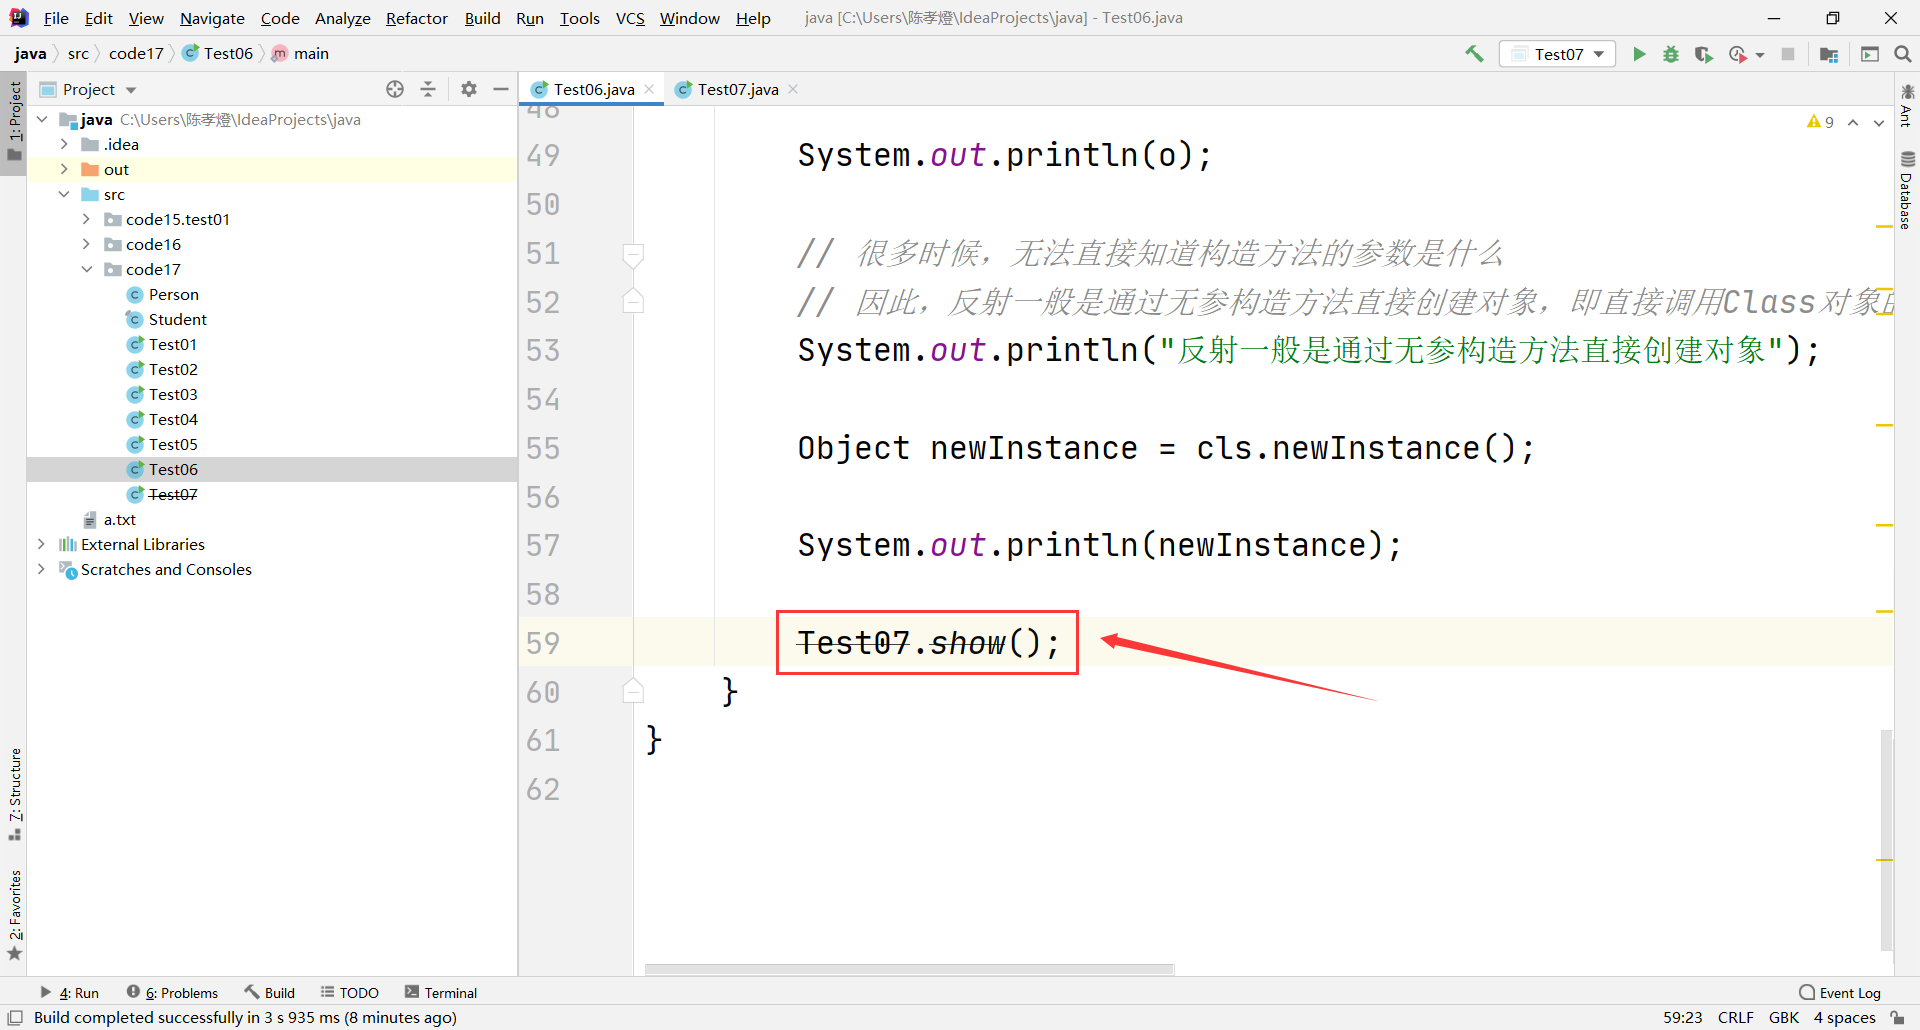 File Edit View Navigate Code Analyze Refactor Build Run Tools VCS Window Help java [C:\Users\陈孝燈\IdeaProjects\java] - Test06.java
java src code17 Test06 main
Test07
1: Project
Project
Test06.java Test07.java
java C:\Users\陈孝燈\IdeaProjects\java
.idea
out
src
code15.test01
code16
code17
Person
Student
Test01
Test02
Test03
Test04
Test05
Test06
Test07
a.txt
External Libraries
Scratches and Consoles
7: Structure
2: Favorites
9
48
49 System.out.println(o);
50
51 // 很多时候，无法直接知道构造方法的参数是什么
52 // 因此，反射一般是通过无参构造方法直接创建对象，即直接调用Class对象的
53 System.out.println("反射一般是通过无参构造方法直接创建对象");
54
55 Object newInstance = cls.newInstance();
56
57 System.out.println(newInstance);
58
59 Test07.show();
60 }
61 }
62
Ant
Database
4: Run 6: Problems Build TODO Terminal Event Log
Build completed successfully in 3 s 935 ms (8 minutes ago) 59:23 CRLF GBK 4 spaces